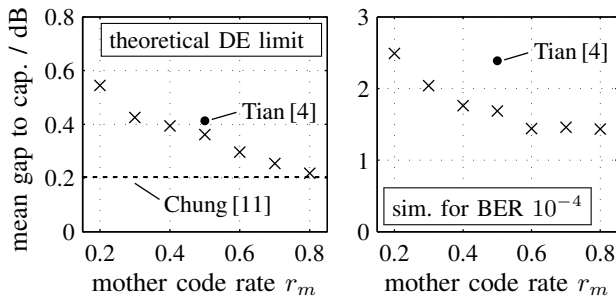 mean gap to cap. / dB
0.8
0.6
0.4
0.2
0
theoretical DE limit
Tian [4]
Chung [11]
0.2 0.4 0.6 0.8
mother code rate r_m
3
2
1
0
Tian [4]
sim. for BER 10⁻⁴
0.2 0.4 0.6 0.8
mother code rate r_m